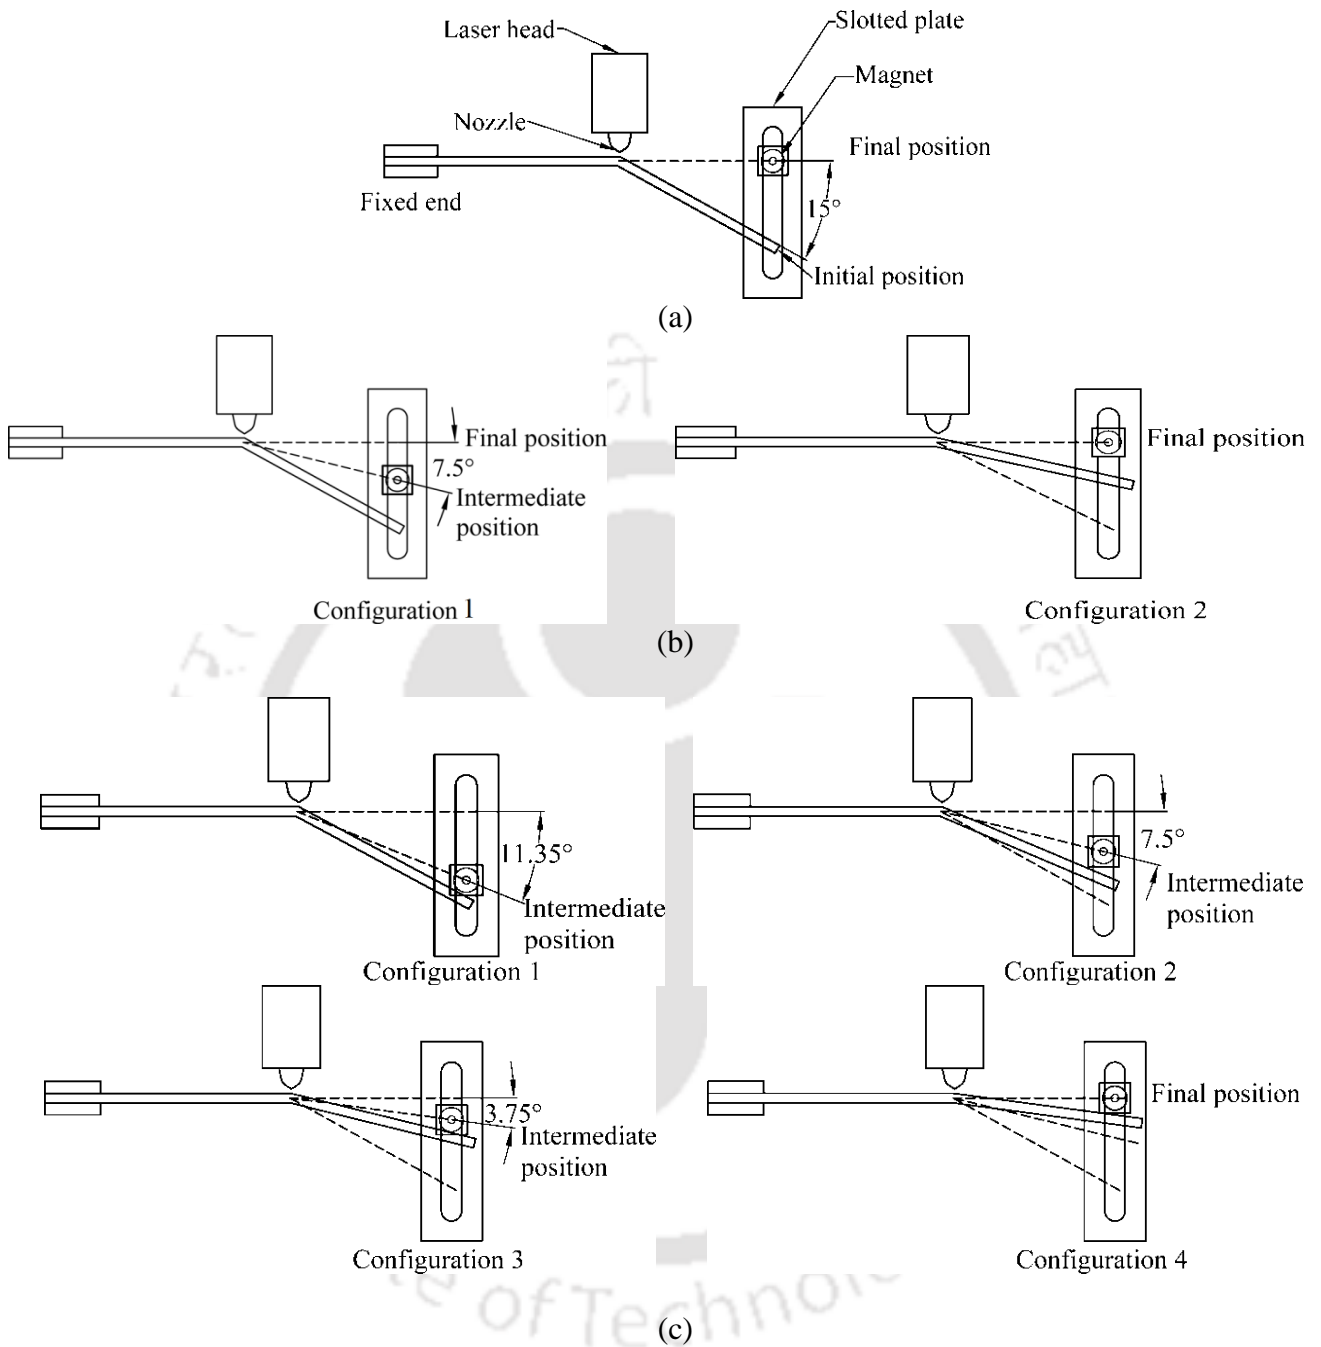 Laser head
Slotted plate
Magnet
Nozzle
Final position
Fixed end
15°
Initial position
(a)
Final position
7.5°
Intermediate
position
Configuration 1
Final position
Configuration 2
(b)
11.35°
Intermediate
position
Configuration 1
7.5°
Intermediate
position
Configuration 2
3.75°
Intermediate
position
Configuration 3
Final position
Configuration 4
(c)
of Technolo